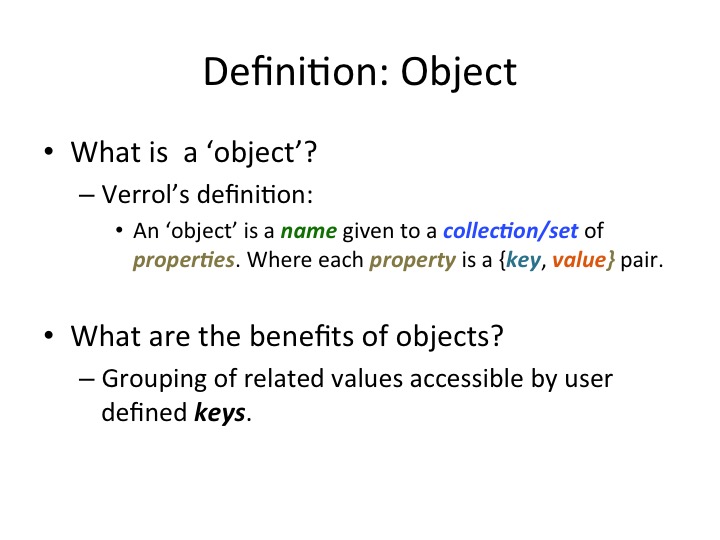 Definition: Object
• What is  a ‘object’?
– Verrol’s definition:
• An ‘object’ is a name given to a collection/set of
properties. Where each property is a {key, value} pair.
• What are the benefits of objects?
– Grouping of related values accessible by user
defined keys.